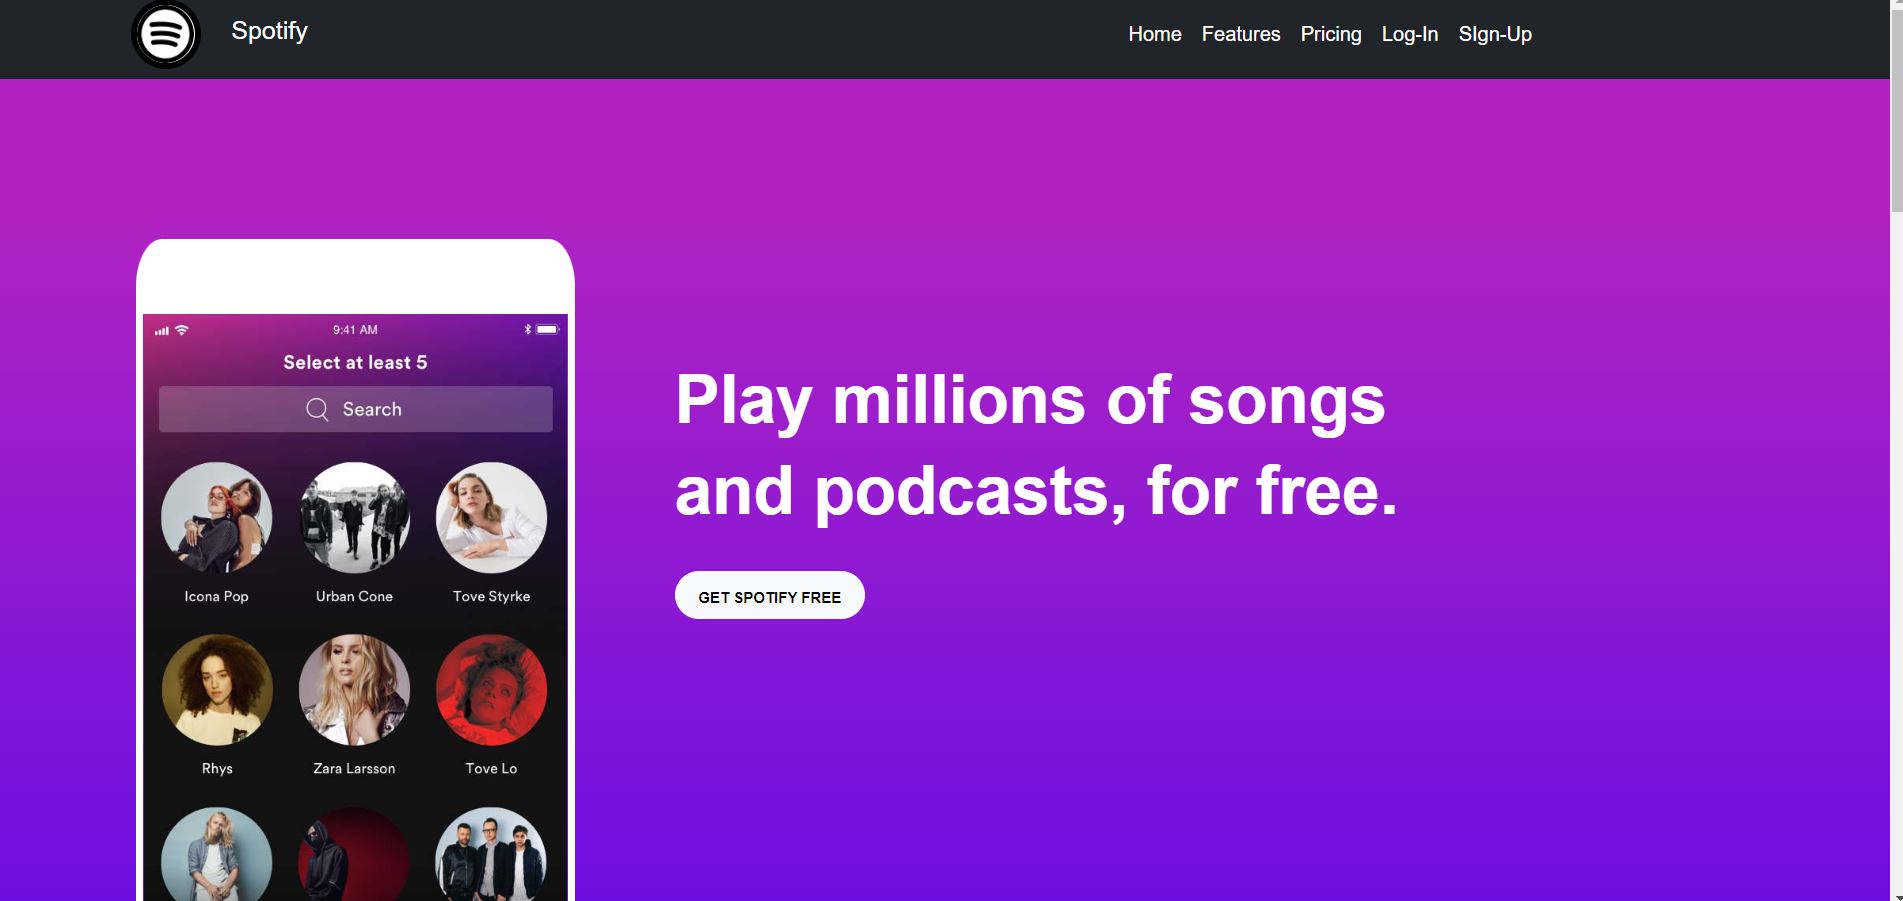 Spotify
Home Features Pricing Log-In SIgn-Up
9:41 AM
Select at least 5
Search
Icona Pop Urban Cone Tove Styrke
Rhys Zara Larsson Tove Lo
Play millions of songs
and podcasts, for free.
GET SPOTIFY FREE